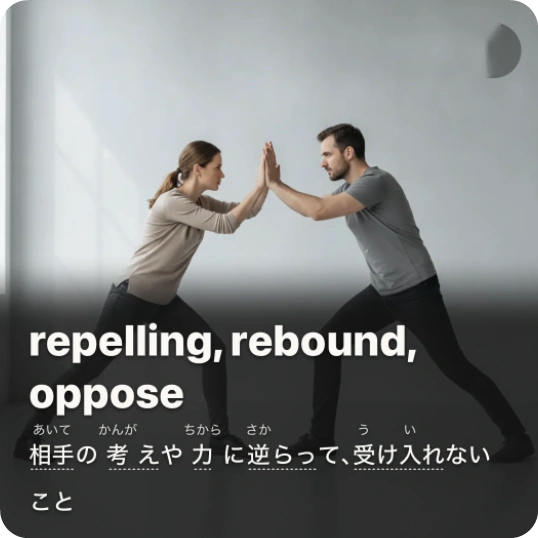 repelling, rebound,
oppose
あいて かんが ちから さか う い
相手の考えや力に逆らって、受け入れない
こと